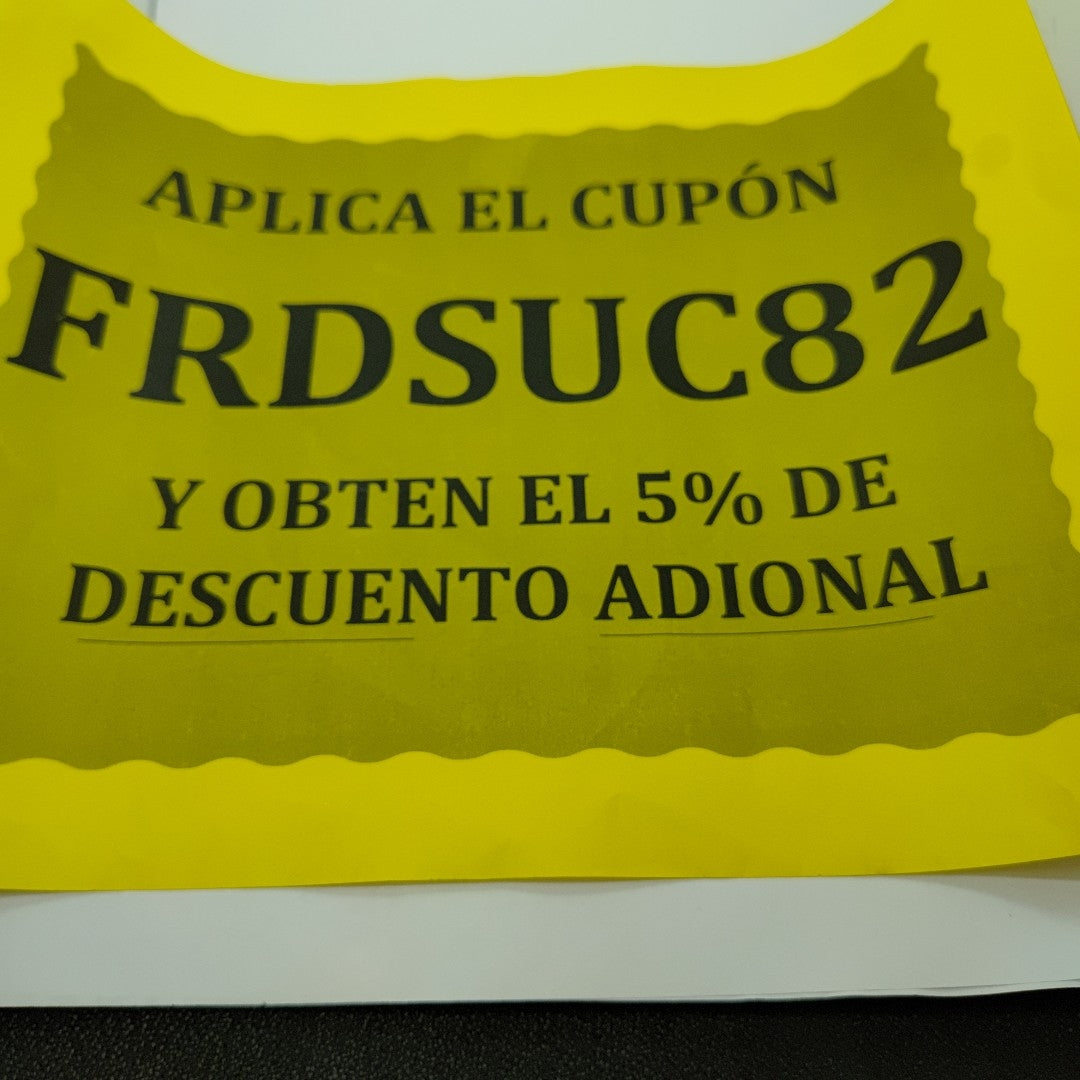 APLICA EL CUPÓN
FRDSUC82
Y OBTEN EL 5% DE
DESCUENTO ADIONAL